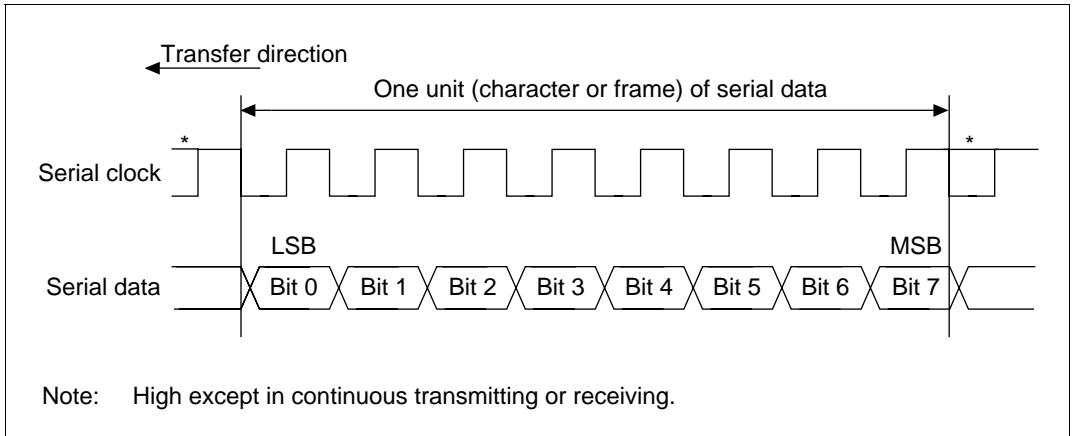 Transfer direction
One unit (character or frame) of serial data
* *
Serial clock
LSB MSB
Serial data Bit 0 Bit 1 Bit 2 Bit 3 Bit 4 Bit 5 Bit 6 Bit 7
Note: High except in continuous transmitting or receiving.